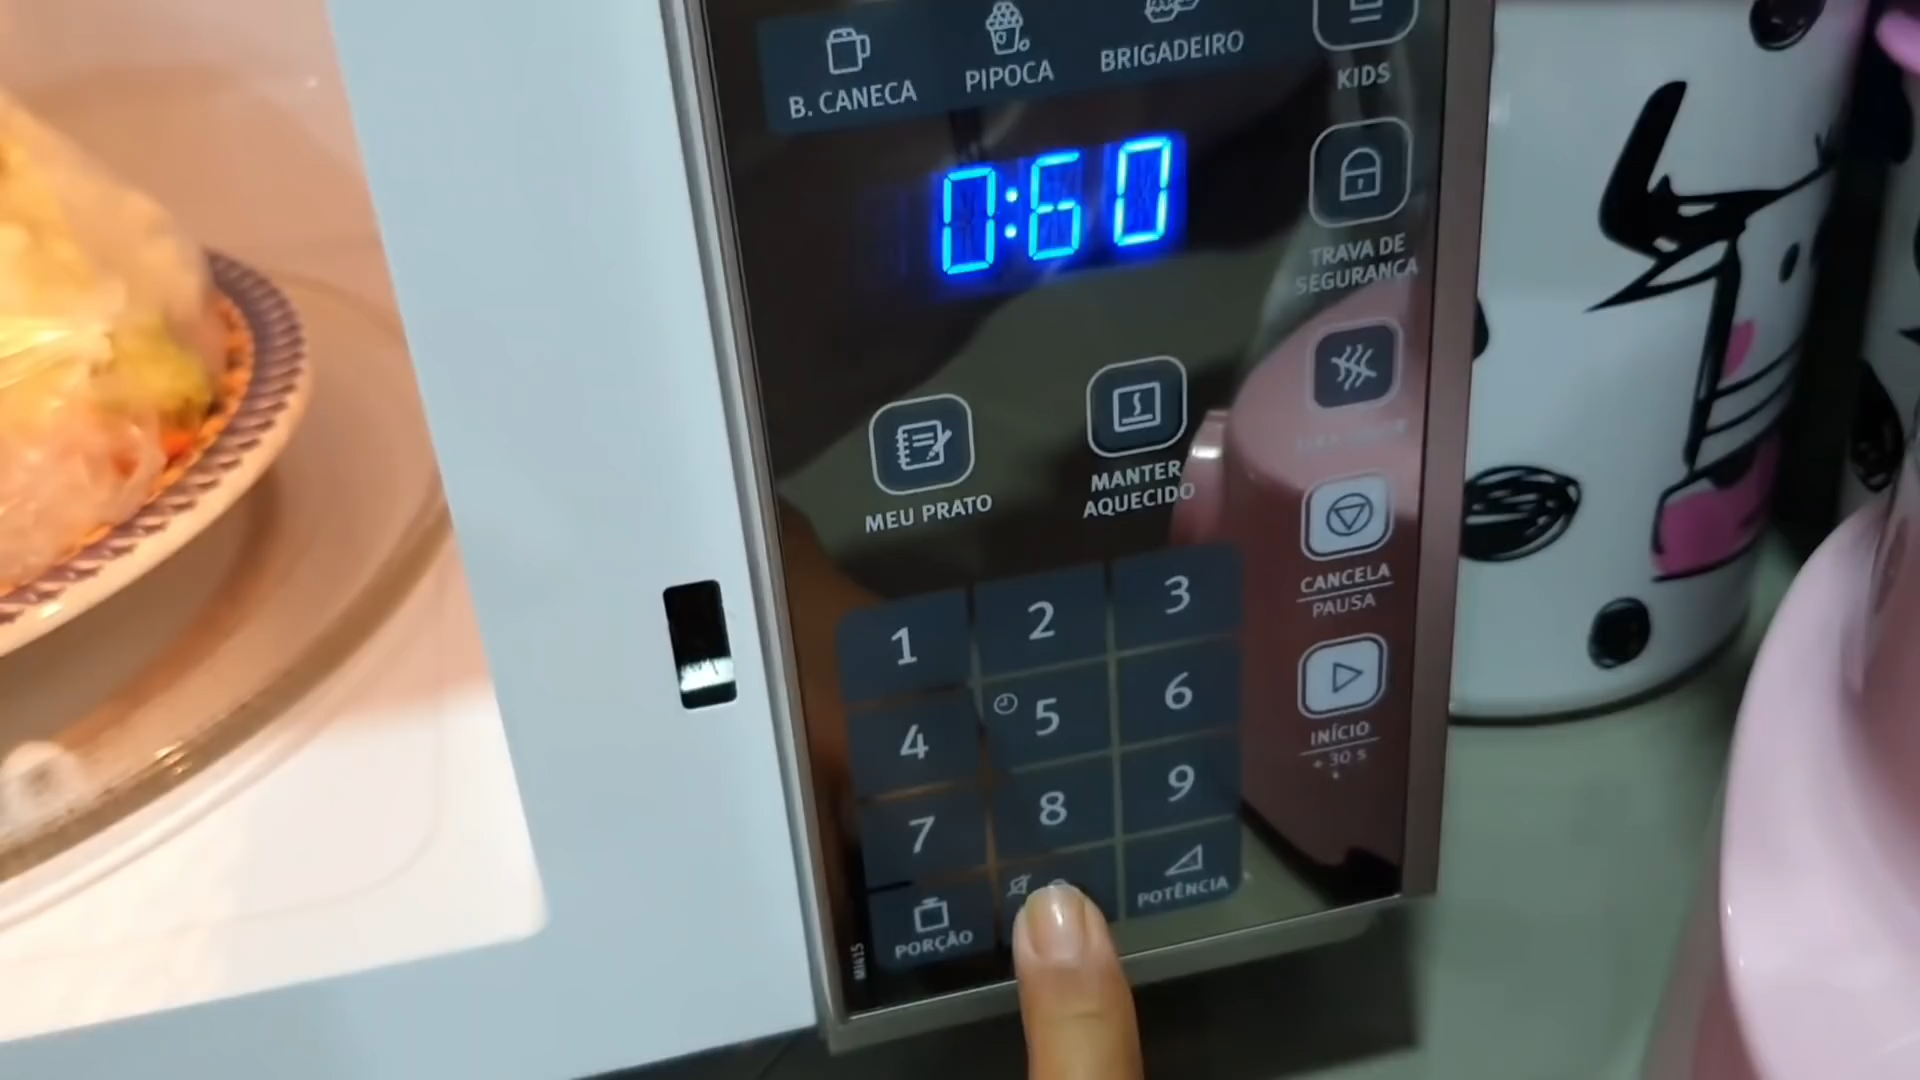 B. CANECA
PIPOCA
BRIGADEIRO
KIDS
0:60
TRAVA DE
SEGURANÇA
MEU PRATO
MANTER
AQUECIDO
CANCELA
PAUSA
1
2
3
4
5
6
7
8
9
INÍCIO
+ 30 s
PORÇÃO
POTÊNCIA